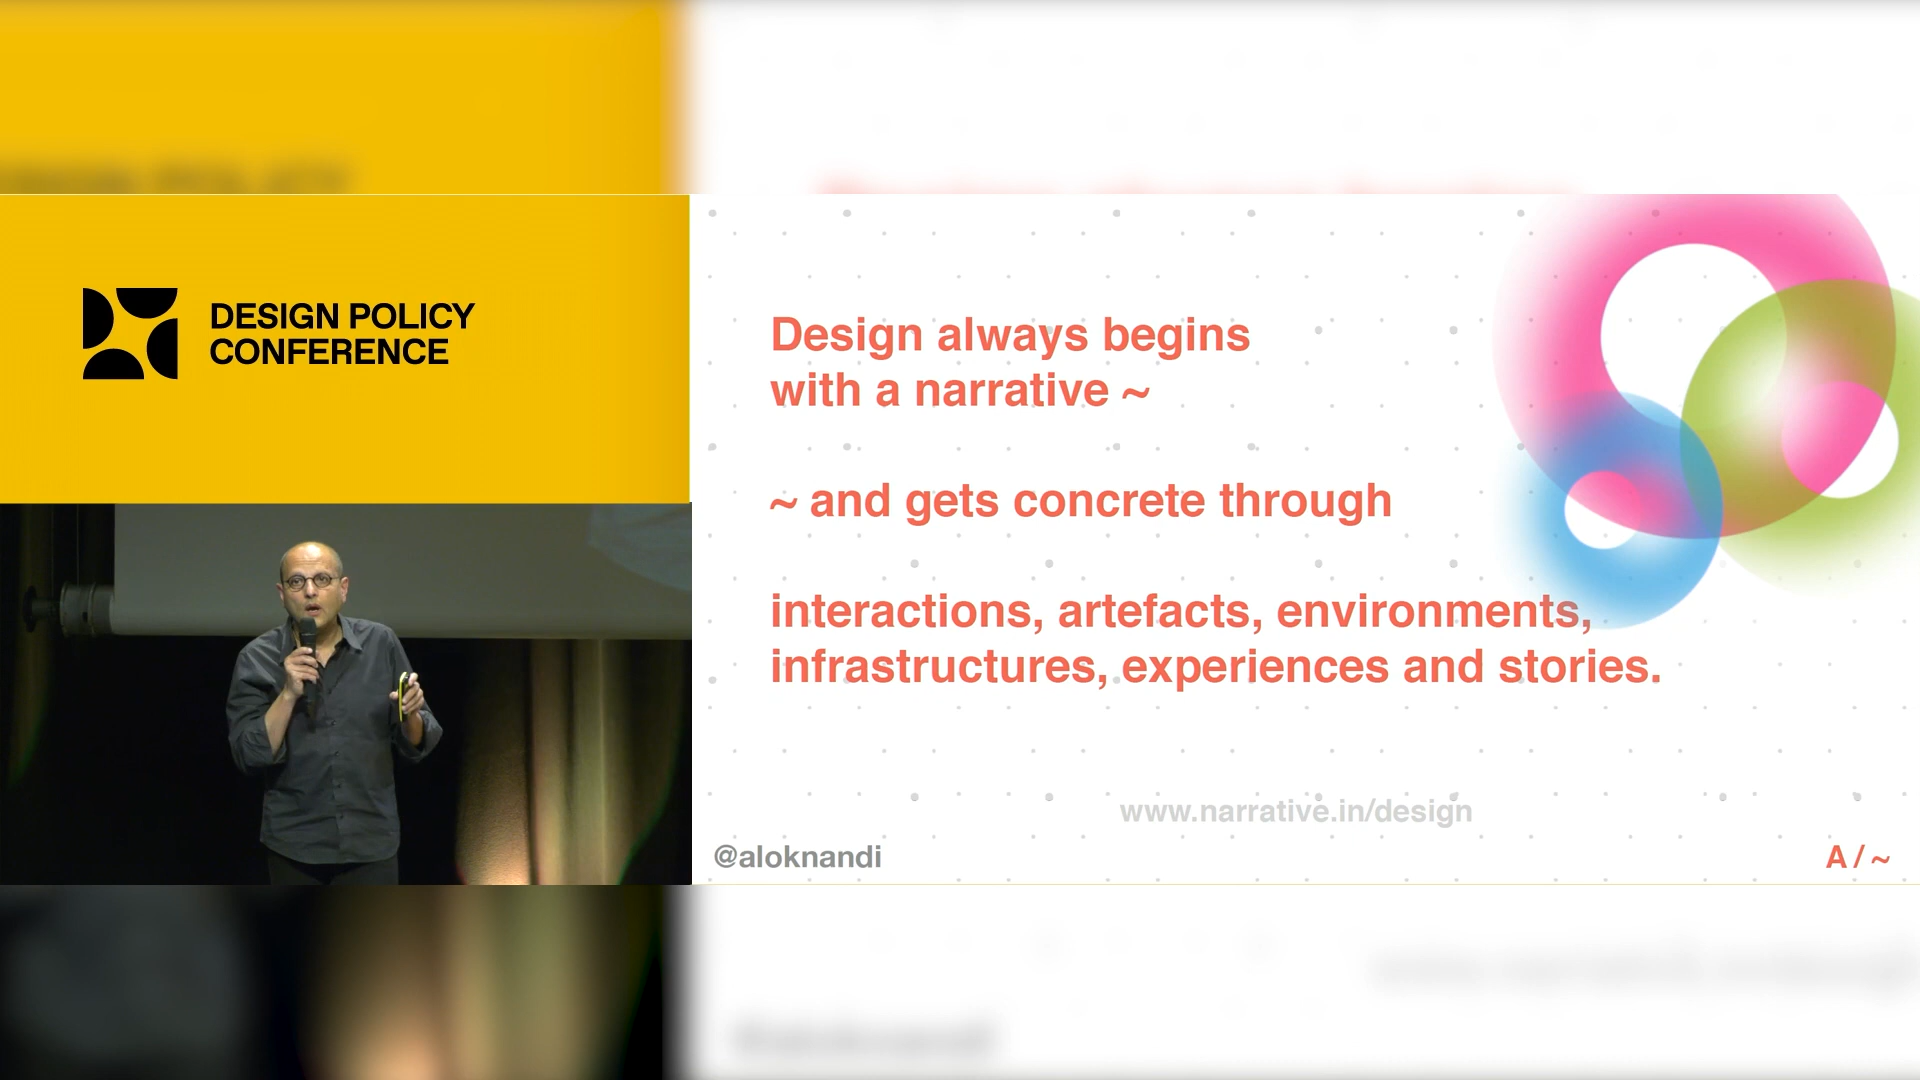 DESIGN POLICY
CONFERENCE
Design always begins
with a narrative ~
~ and gets concrete through
interactions, artefacts, environments,
infrastructures, experiences and stories.
www.narrative.in/design
@aloknandi
A / ~